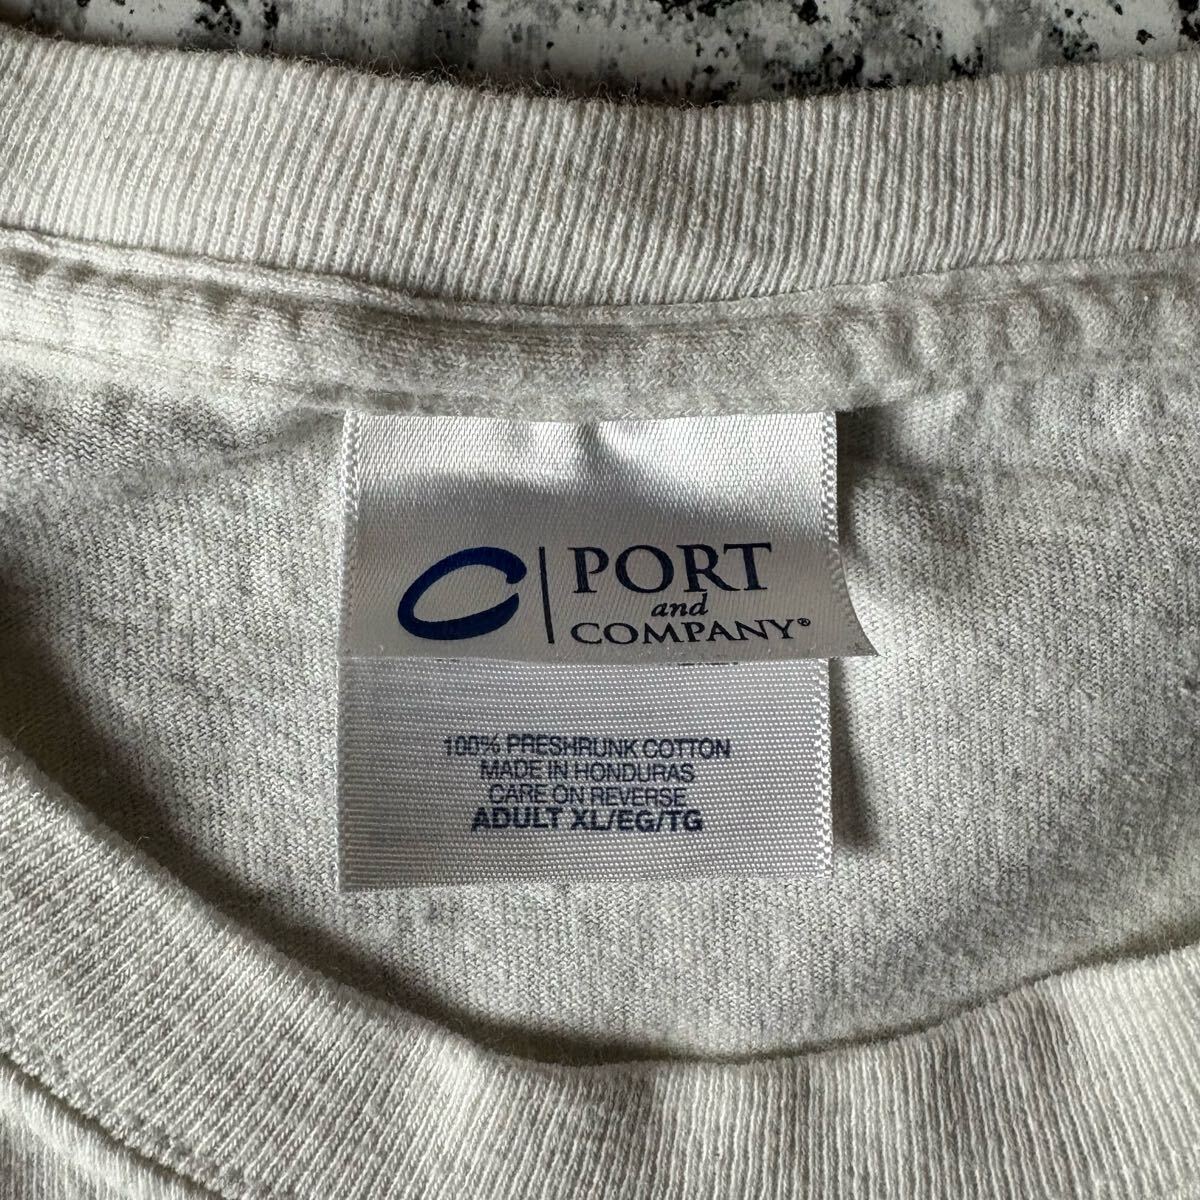 PORT
and
COMPANY®
100% PRESHRUNK COTTON
MADE IN HONDURAS
CARE ON REVERSE
ADULT XL/EG/TG